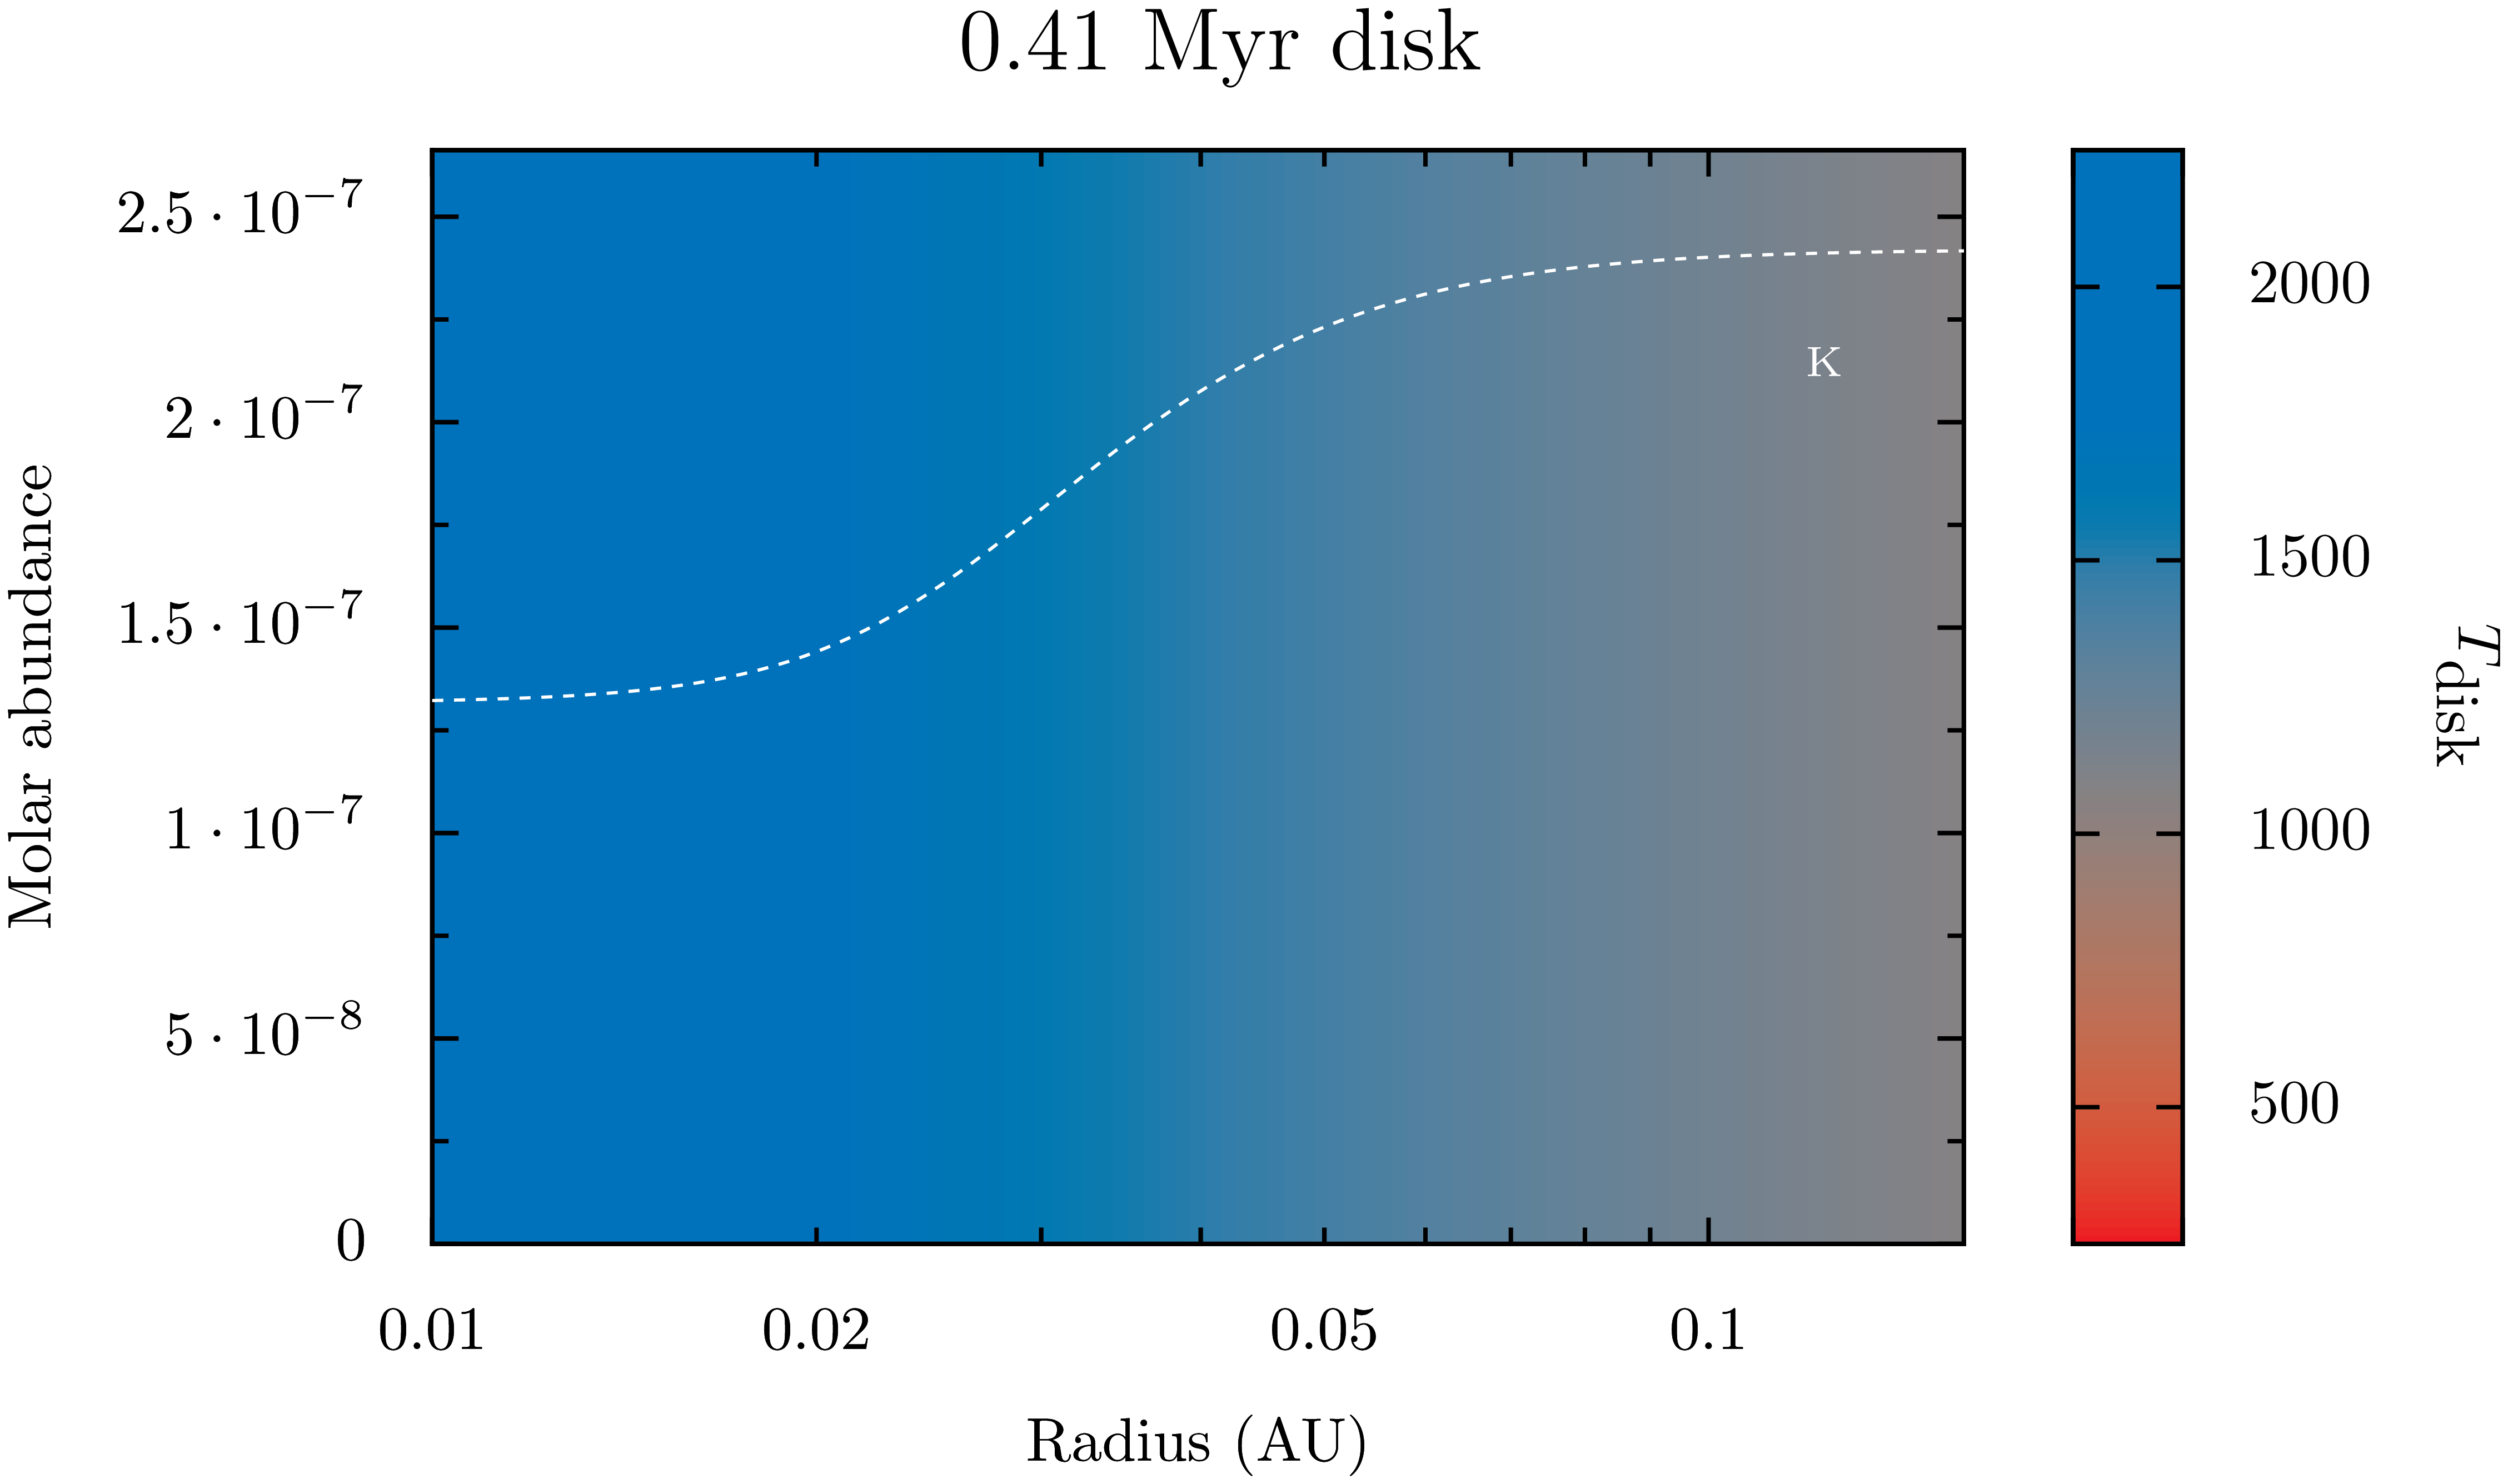 0.41 Myr disk
2.5 · 10⁻⁷
2 · 10⁻⁷
1.5 · 10⁻⁷
1 · 10⁻⁷
5 · 10⁻⁸
0
Molar abundance
K
0.01
0.02
0.05
0.1
Radius (AU)
2000
1500
1000
500
T_disk